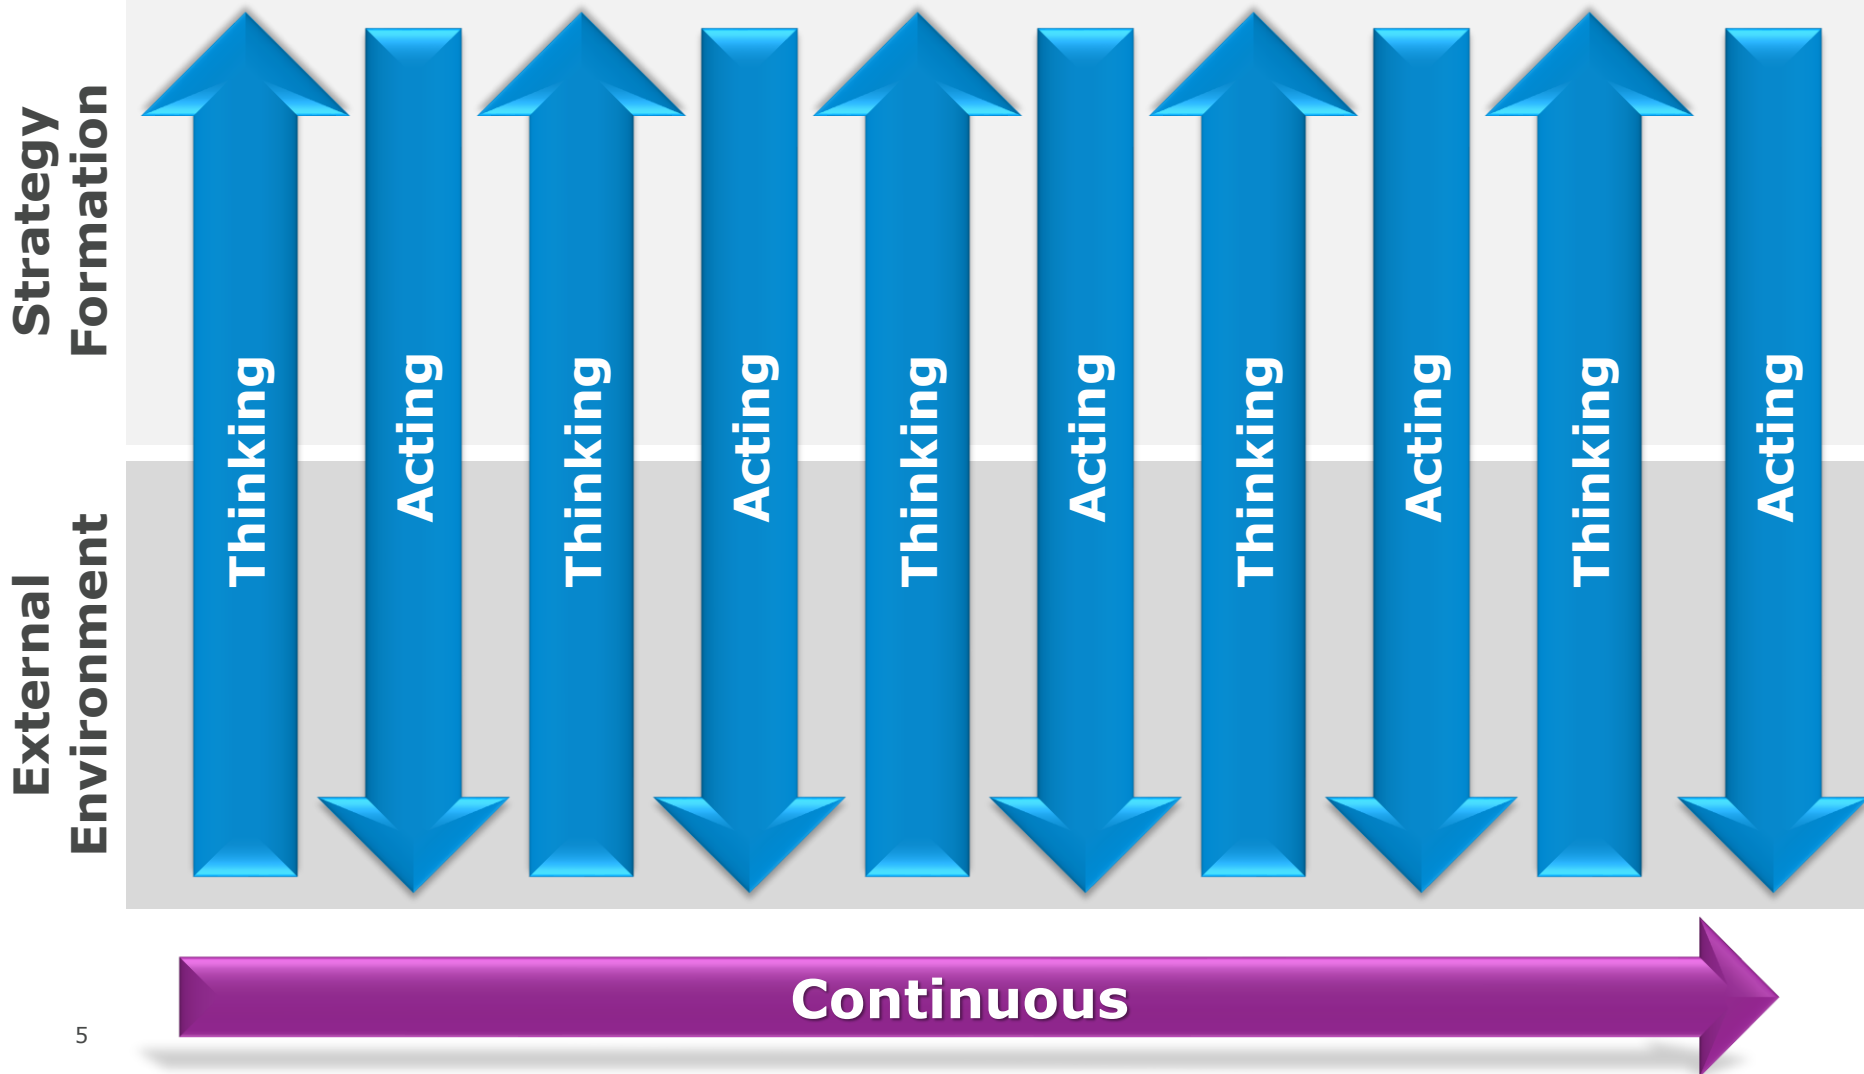 Strategy
Formation
External
Environment
Thinking
Acting
Thinking
Acting
Thinking
Acting
Thinking
Acting
Thinking
Acting
Continuous
5